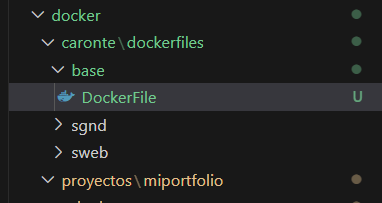 docker
caronte\dockerfiles
base
DockerFile U
sgnd
sweb
proyectos\miportfolio